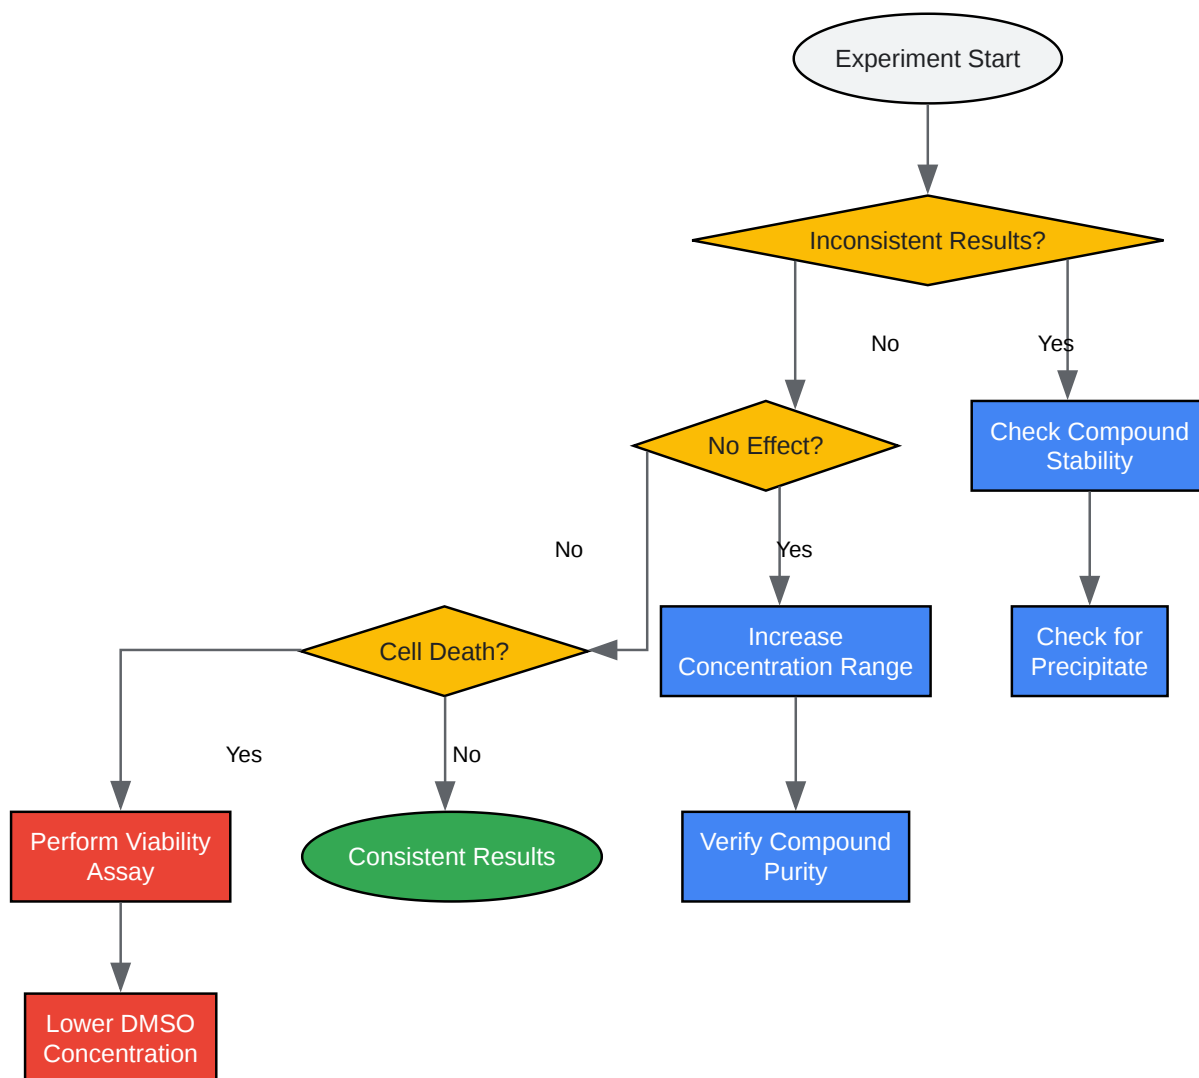 Experiment Start
Inconsistent Results?
No
Yes
No Effect?
Check Compound
Stability
No
Yes
Cell Death?
Increase
Concentration Range
Check for
Precipitate
Yes
No
Perform Viability
Assay
Consistent Results
Verify Compound
Purity
Lower DMSO
Concentration